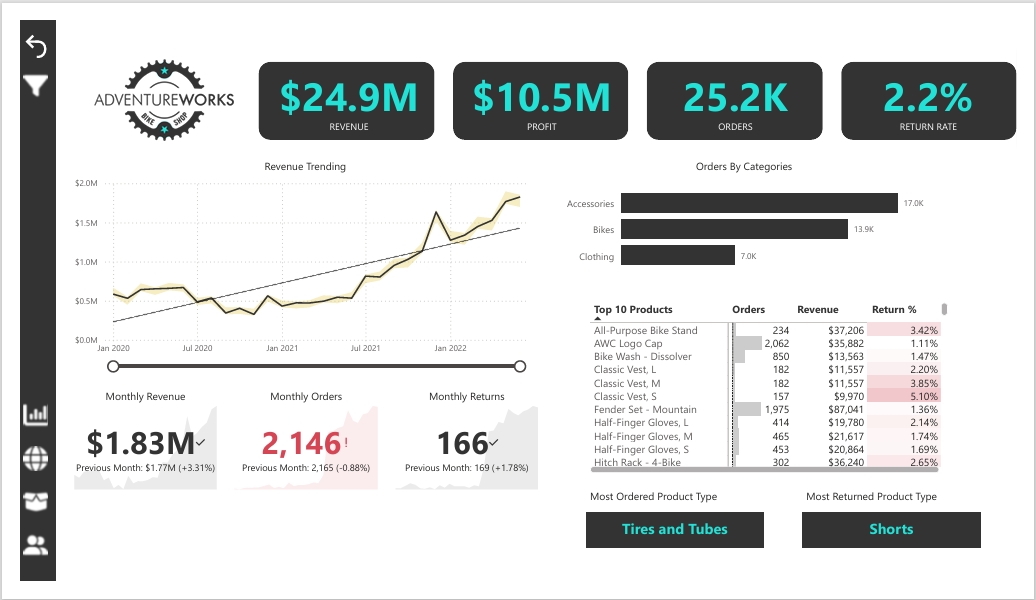 ADVENTUREWORKS
BIKE SHOP
$24.9M
REVENUE
$10.5M
PROFIT
25.2K
ORDERS
2.2%
RETURN RATE
Revenue Trending
$2.0M
$1.5M
$1.0M
$0.5M
$0.0M
Jan 2020 Jul 2020 Jan 2021 Jul 2021 Jan 2022
Orders By Categories
Accessories 17.0K
Bikes 13.9K
Clothing 7.0K
Monthly Revenue
$1.83M
Previous Month: $1.77M (+3.31%)
Monthly Orders
2,146!
Previous Month: 2,165 (-0.88%)
Monthly Returns
166
Previous Month: 169 (+1.78%)
Top 10 Products Orders Revenue Return %
All-Purpose Bike Stand 234 $37,206 3.42%
AWC Logo Cap 2,062 $35,882 1.11%
Bike Wash - Dissolver 850 $13,563 1.47%
Classic Vest, L 182 $11,557 2.20%
Classic Vest, M 182 $11,557 3.85%
Classic Vest, S 157 $9,970 5.10%
Fender Set - Mountain 1,975 $87,041 1.36%
Half-Finger Gloves, L 414 $19,780 2.14%
Half-Finger Gloves, M 465 $21,617 1.74%
Half-Finger Gloves, S 453 $20,864 1.69%
Hitch Rack - 4-Bike 302 $36,240 2.65%
Most Ordered Product Type
Tires and Tubes
Most Returned Product Type
Shorts